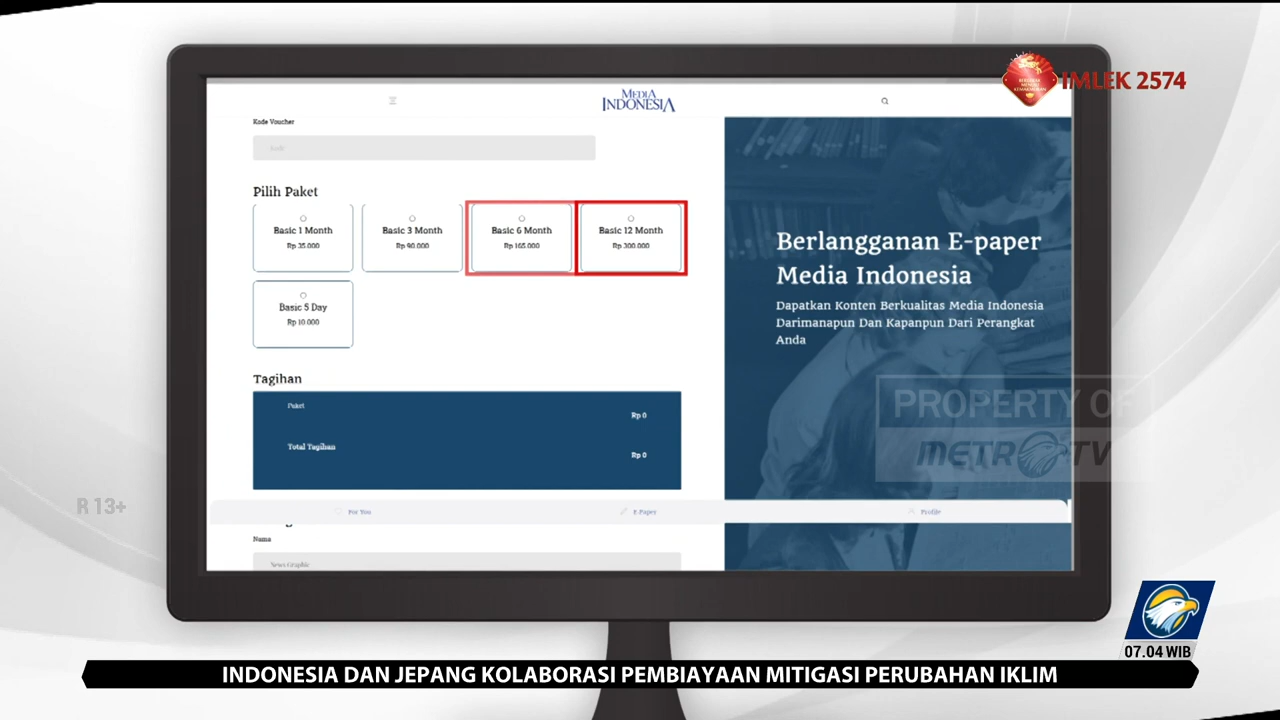 IMLEK 2574
MEDIA
INDONESIA
Kode Voucher
Kode
Pilih Paket
Basic 1 Month
Rp 35.000
Basic 3 Month
Rp 90.000
Basic 6 Month
Rp 165.000
Basic 12 Month
Rp 300.000
Basic 5 Day
Rp 10.000
Berlangganan E-paper
Media Indonesia
Dapatkan Konten Berkualitas Media Indonesia
Darimanapun Dan Kapanpun Dari Perangkat
Anda
Tagihan
Paket
Rp 0
Total Tagihan
Rp 0
PROPERTY OF
METRO TV
R 13+
For You
E-Paper
Profile
Nama
News Graphic
07.04 WIB
INDONESIA DAN JEPANG KOLABORASI PEMBIAYAAN MITIGASI PERUBAHAN IKLIM